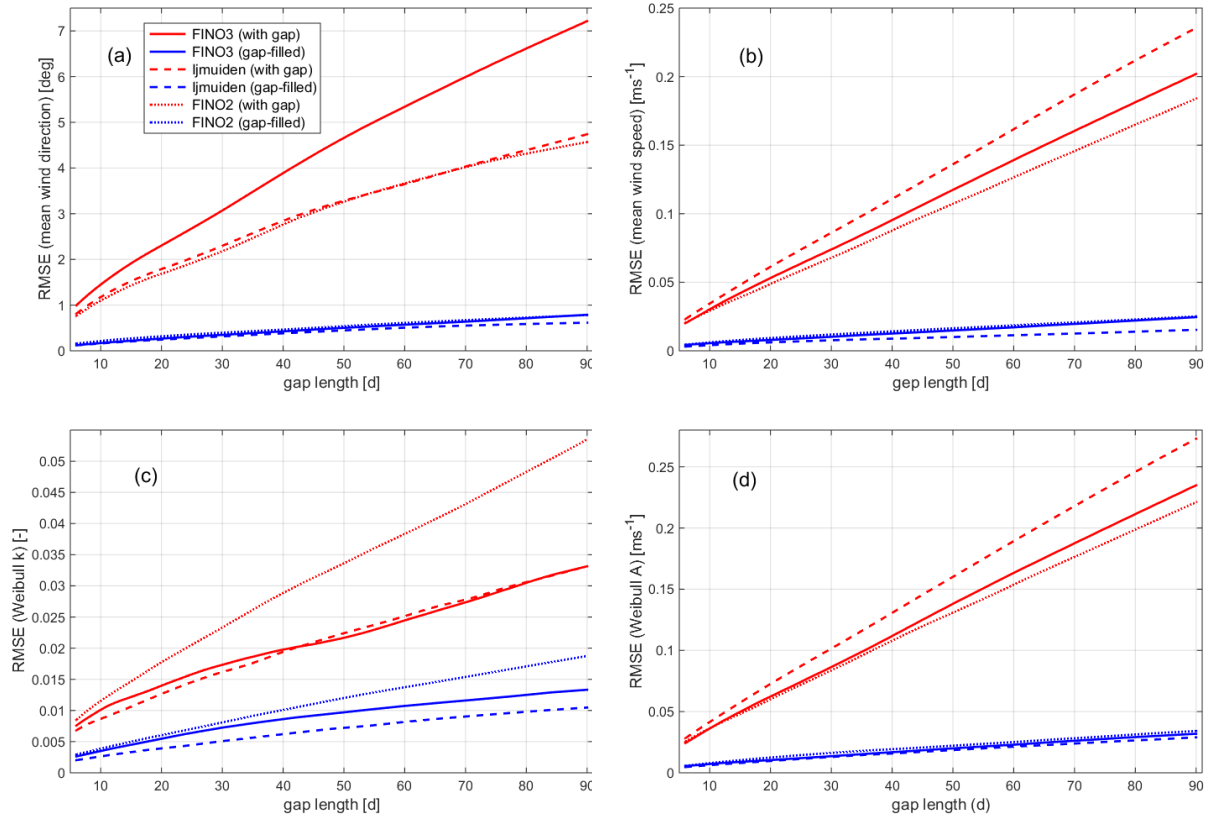 (a)
FINO3 (with gap)
FINO3 (gap-filled)
Ijmuiden (with gap)
Ijmuiden (gap-filled)
FINO2 (with gap)
FINO2 (gap-filled)
RMSE (mean wind direction) [deg]
7
6
5
4
3
2
1
0
10 20 30 40 50 60 70 80 90
gap length [d]
(b)
RMSE (mean wind speed) [ms-1]
0.25
0.2
0.15
0.1
0.05
0
10 20 30 40 50 60 70 80 90
gep length [d]
(c)
RMSE (Weibull k) [-]
0.05
0.045
0.04
0.035
0.03
0.025
0.02
0.015
0.01
0.005
0
10 20 30 40 50 60 70 80 90
gap length [d]
(d)
RMSE (Weibull A) [ms-1]
0.25
0.2
0.15
0.1
0.05
0
10 20 30 40 50 60 70 80 90
gap length (d)